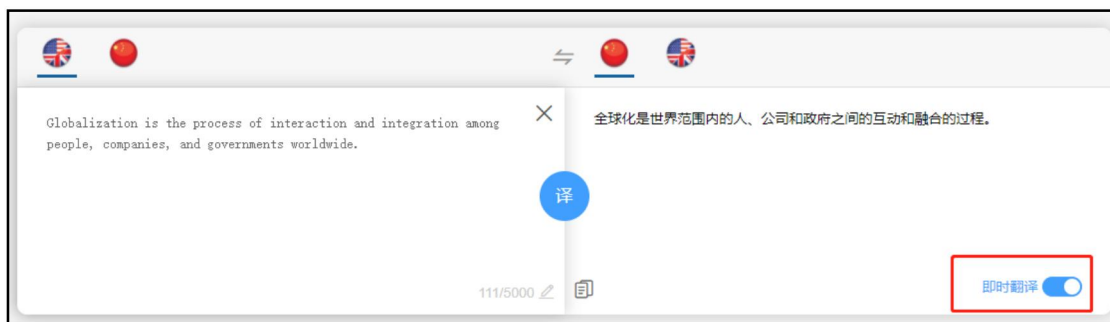 Globalization is the process of interaction and integration among
people, companies, and governments worldwide.
全球化是世界范围内的人、公司和政府之间的互动和融合的过程。
译
111/5000
即时翻译